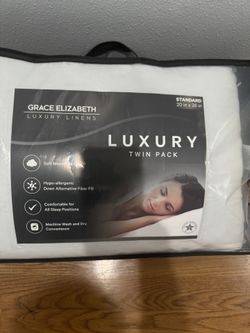 GRACE ELIZABETH
LUXURY LINENS
STANDARD
20 in x 26 in
LUXURY
TWIN PACK
Hypo-allergenic
Down Alternative Fiber Fill
Comfortable for
All Sleep Positions
Machine Wash and Dry
Convenience